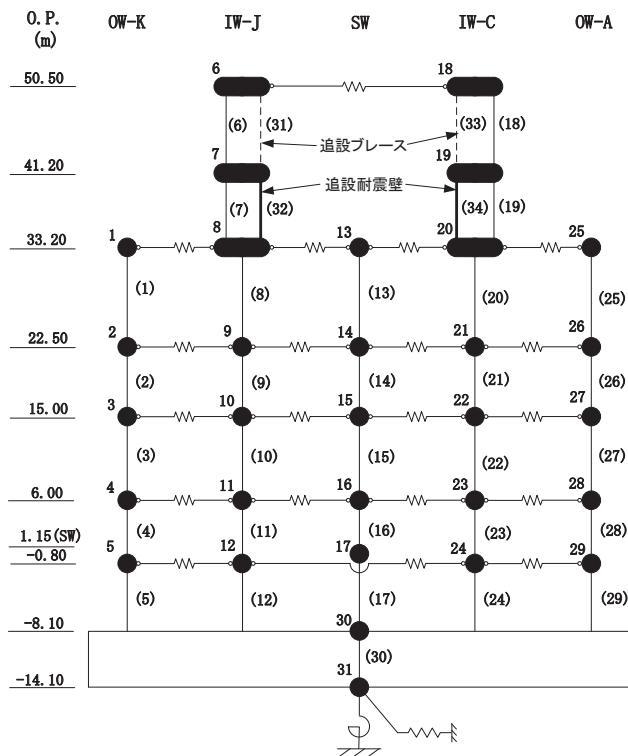 O.P.
(m)
OW-K IW-J SW IW-C OW-A
50.50
6 18
(6) (31) (33) (18)
追設ブレース
41.20
7 19
追設耐震壁
(7) (32) (34) (19)
33.20
1 8 13 20 25
(1) (8) (13) (20) (25)
22.50
2 9 14 21 26
(2) (9) (14) (21) (26)
15.00
3 10 15 22 27
(3) (10) (15) (22) (27)
6.00
4 11 16 23 28
(4) (11) (16) (23) (28)
1.15(SW)
-0.80
5 12 17 24 29
(5) (12) (17) (24) (29)
-8.10
30
(30)
-14.10
31